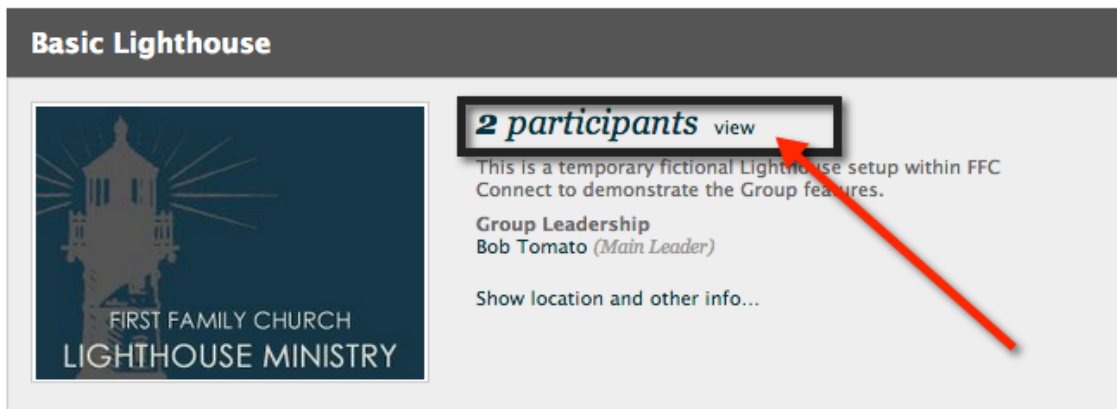 Basic Lighthouse
2 participants view
This is a temporary fictional Lighthouse setup within FFC
Connect to demonstrate the Group features.
Group Leadership
Bob Tomato (Main Leader)
Show location and other info...
FIRST FAMILY CHURCH
LIGHTHOUSE MINISTRY